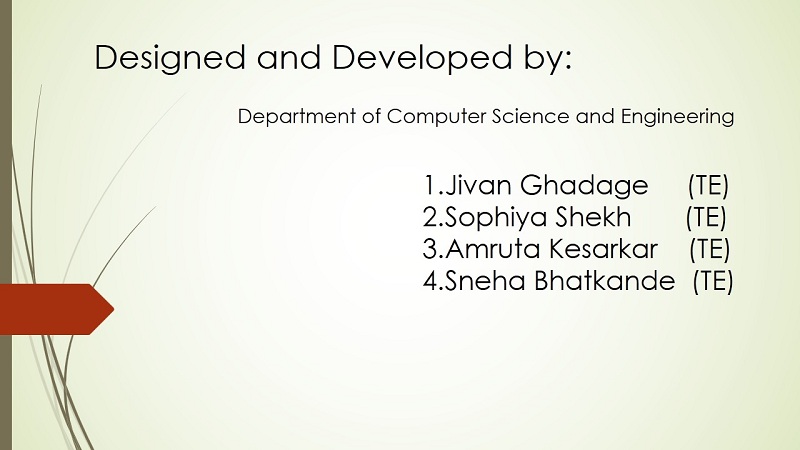 Designed and Developed by:
Department of Computer Science and Engineering
1.Jivan Ghadage (TE)
2.Sophiya Shekh (TE)
3.Amruta Kesarkar (TE)
4.Sneha Bhatkande (TE)